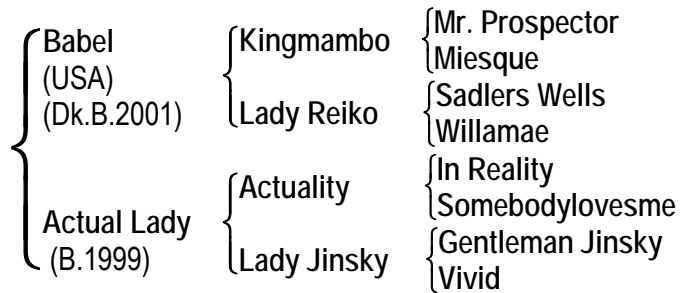 Babel
(USA)
(Dk.B.2001)
Kingmambo
Mr. Prospector
Miesque
Lady Reiko
Sadlers Wells
Willamae
Actual Lady
(B.1999)
Actuality
In Reality
Somebodylovesme
Lady Jinsky
Gentleman Jinsky
Vivid